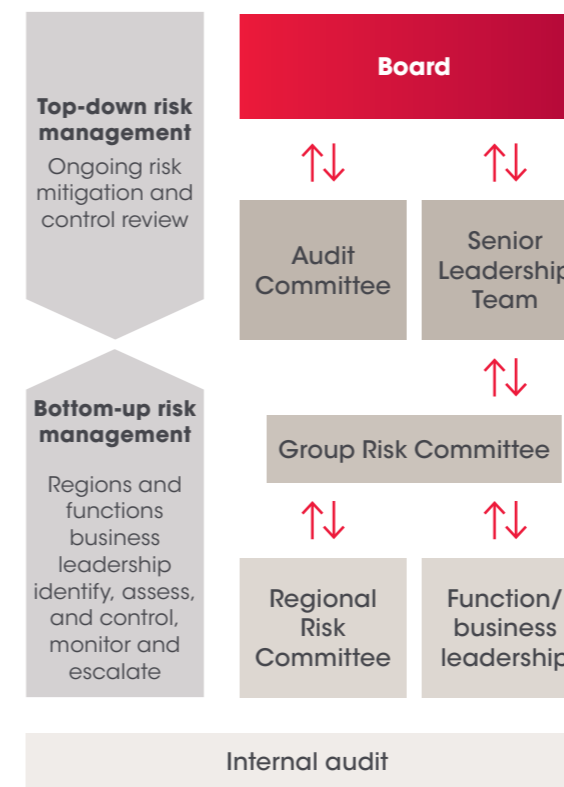 Top-down risk
management
Ongoing risk
mitigation and
control review
Board
Audit
Committee
Senior
Leadership
Team
Bottom-up risk
management
Regions and
functions
business
leadership
identify, assess,
and control,
monitor and
escalate
Group Risk Committee
Regional
Risk
Committee
Function/
business
leadership
Internal audit